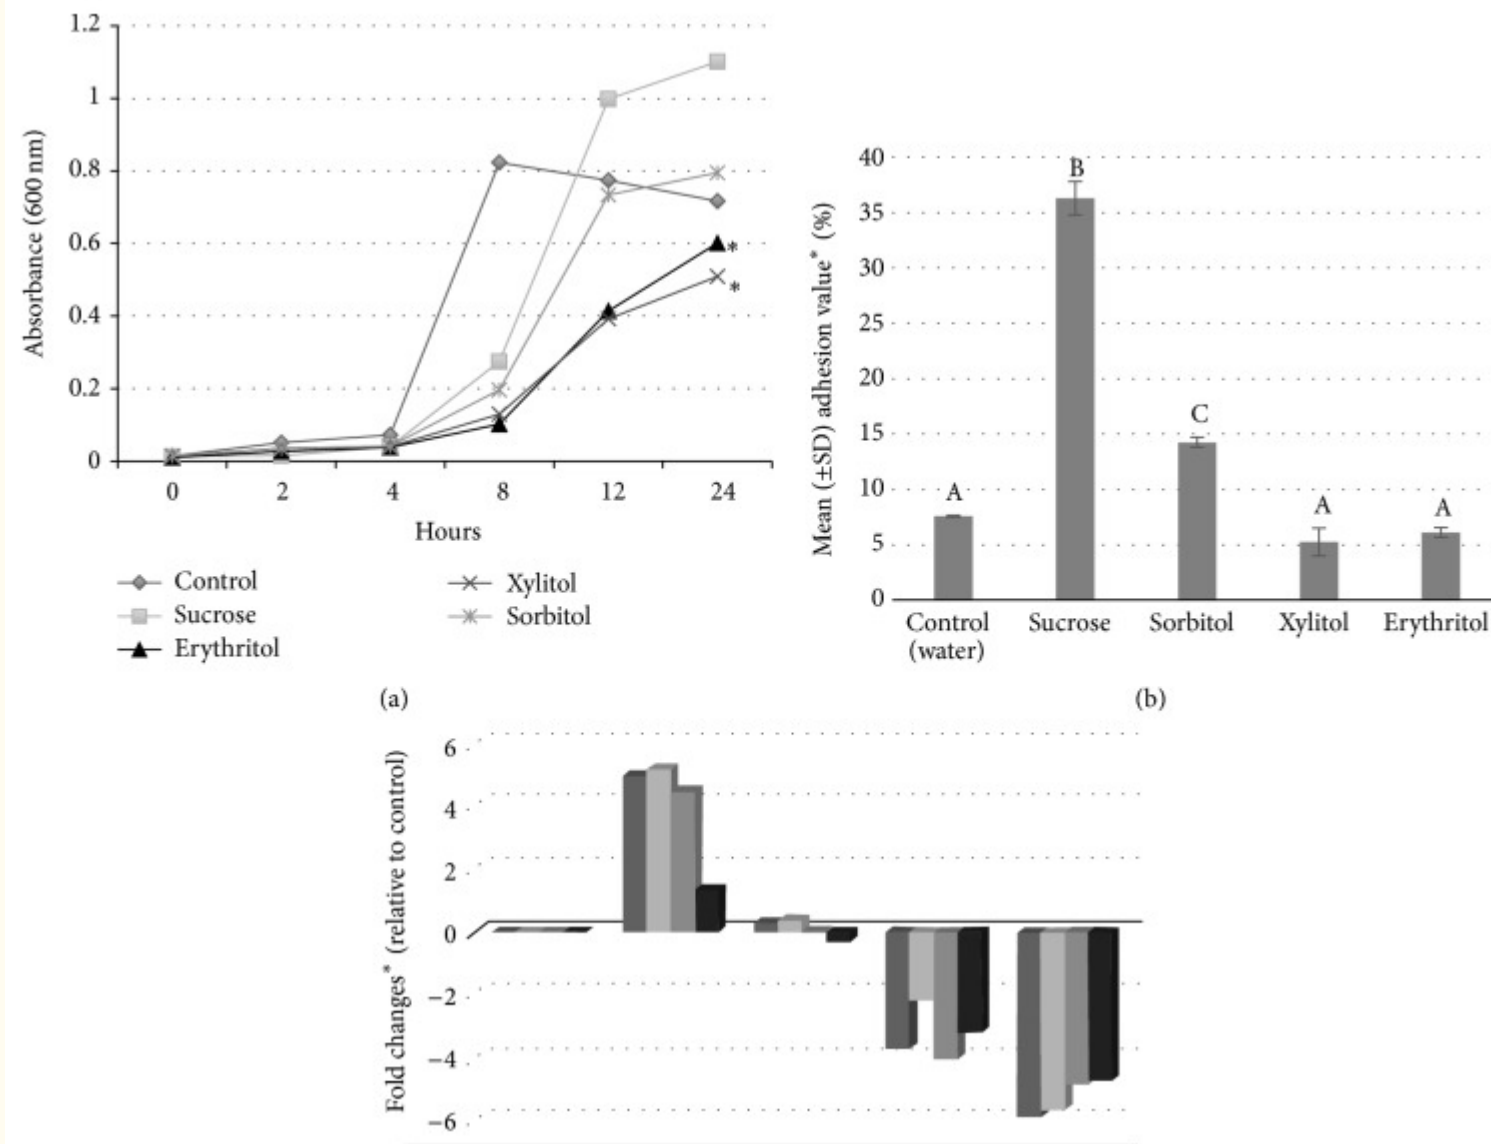 1.2
1
0.8
0.6
0.4
0.2
0
Absorbance (600 nm)
*
*
0 2 4 8 12 24
Hours
Control
Sucrose
Erythritol
Xylitol
Sorbitol
(a)
40
35
30
25
20
15
10
5
0
Mean (±SD) adhesion value* (%)
A
B
C
A
A
Control (water)
Sucrose
Sorbitol
Xylitol
Erythritol
(b)
6
4
2
0
−2
−4
−6
Fold changes* (relative to control)